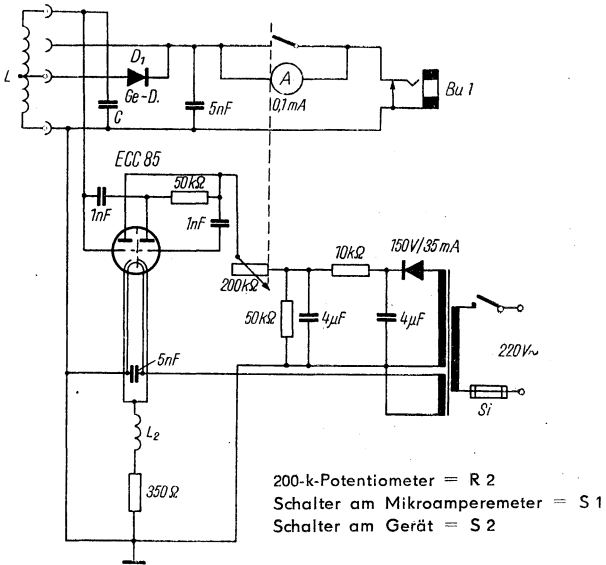 L
D1
Ge-D.
C
5nF
A
0,1mA
Bu 1
ECC 85
50kΩ
1nF
1nF
200kΩ
10kΩ
150V/35mA
50kΩ
4µF
4µF
220V~
Si
5nF
L2
350Ω
200-k-Potentiometer = R 2
Schalter am Mikroamperemeter = S 1
Schalter am Gerät = S 2